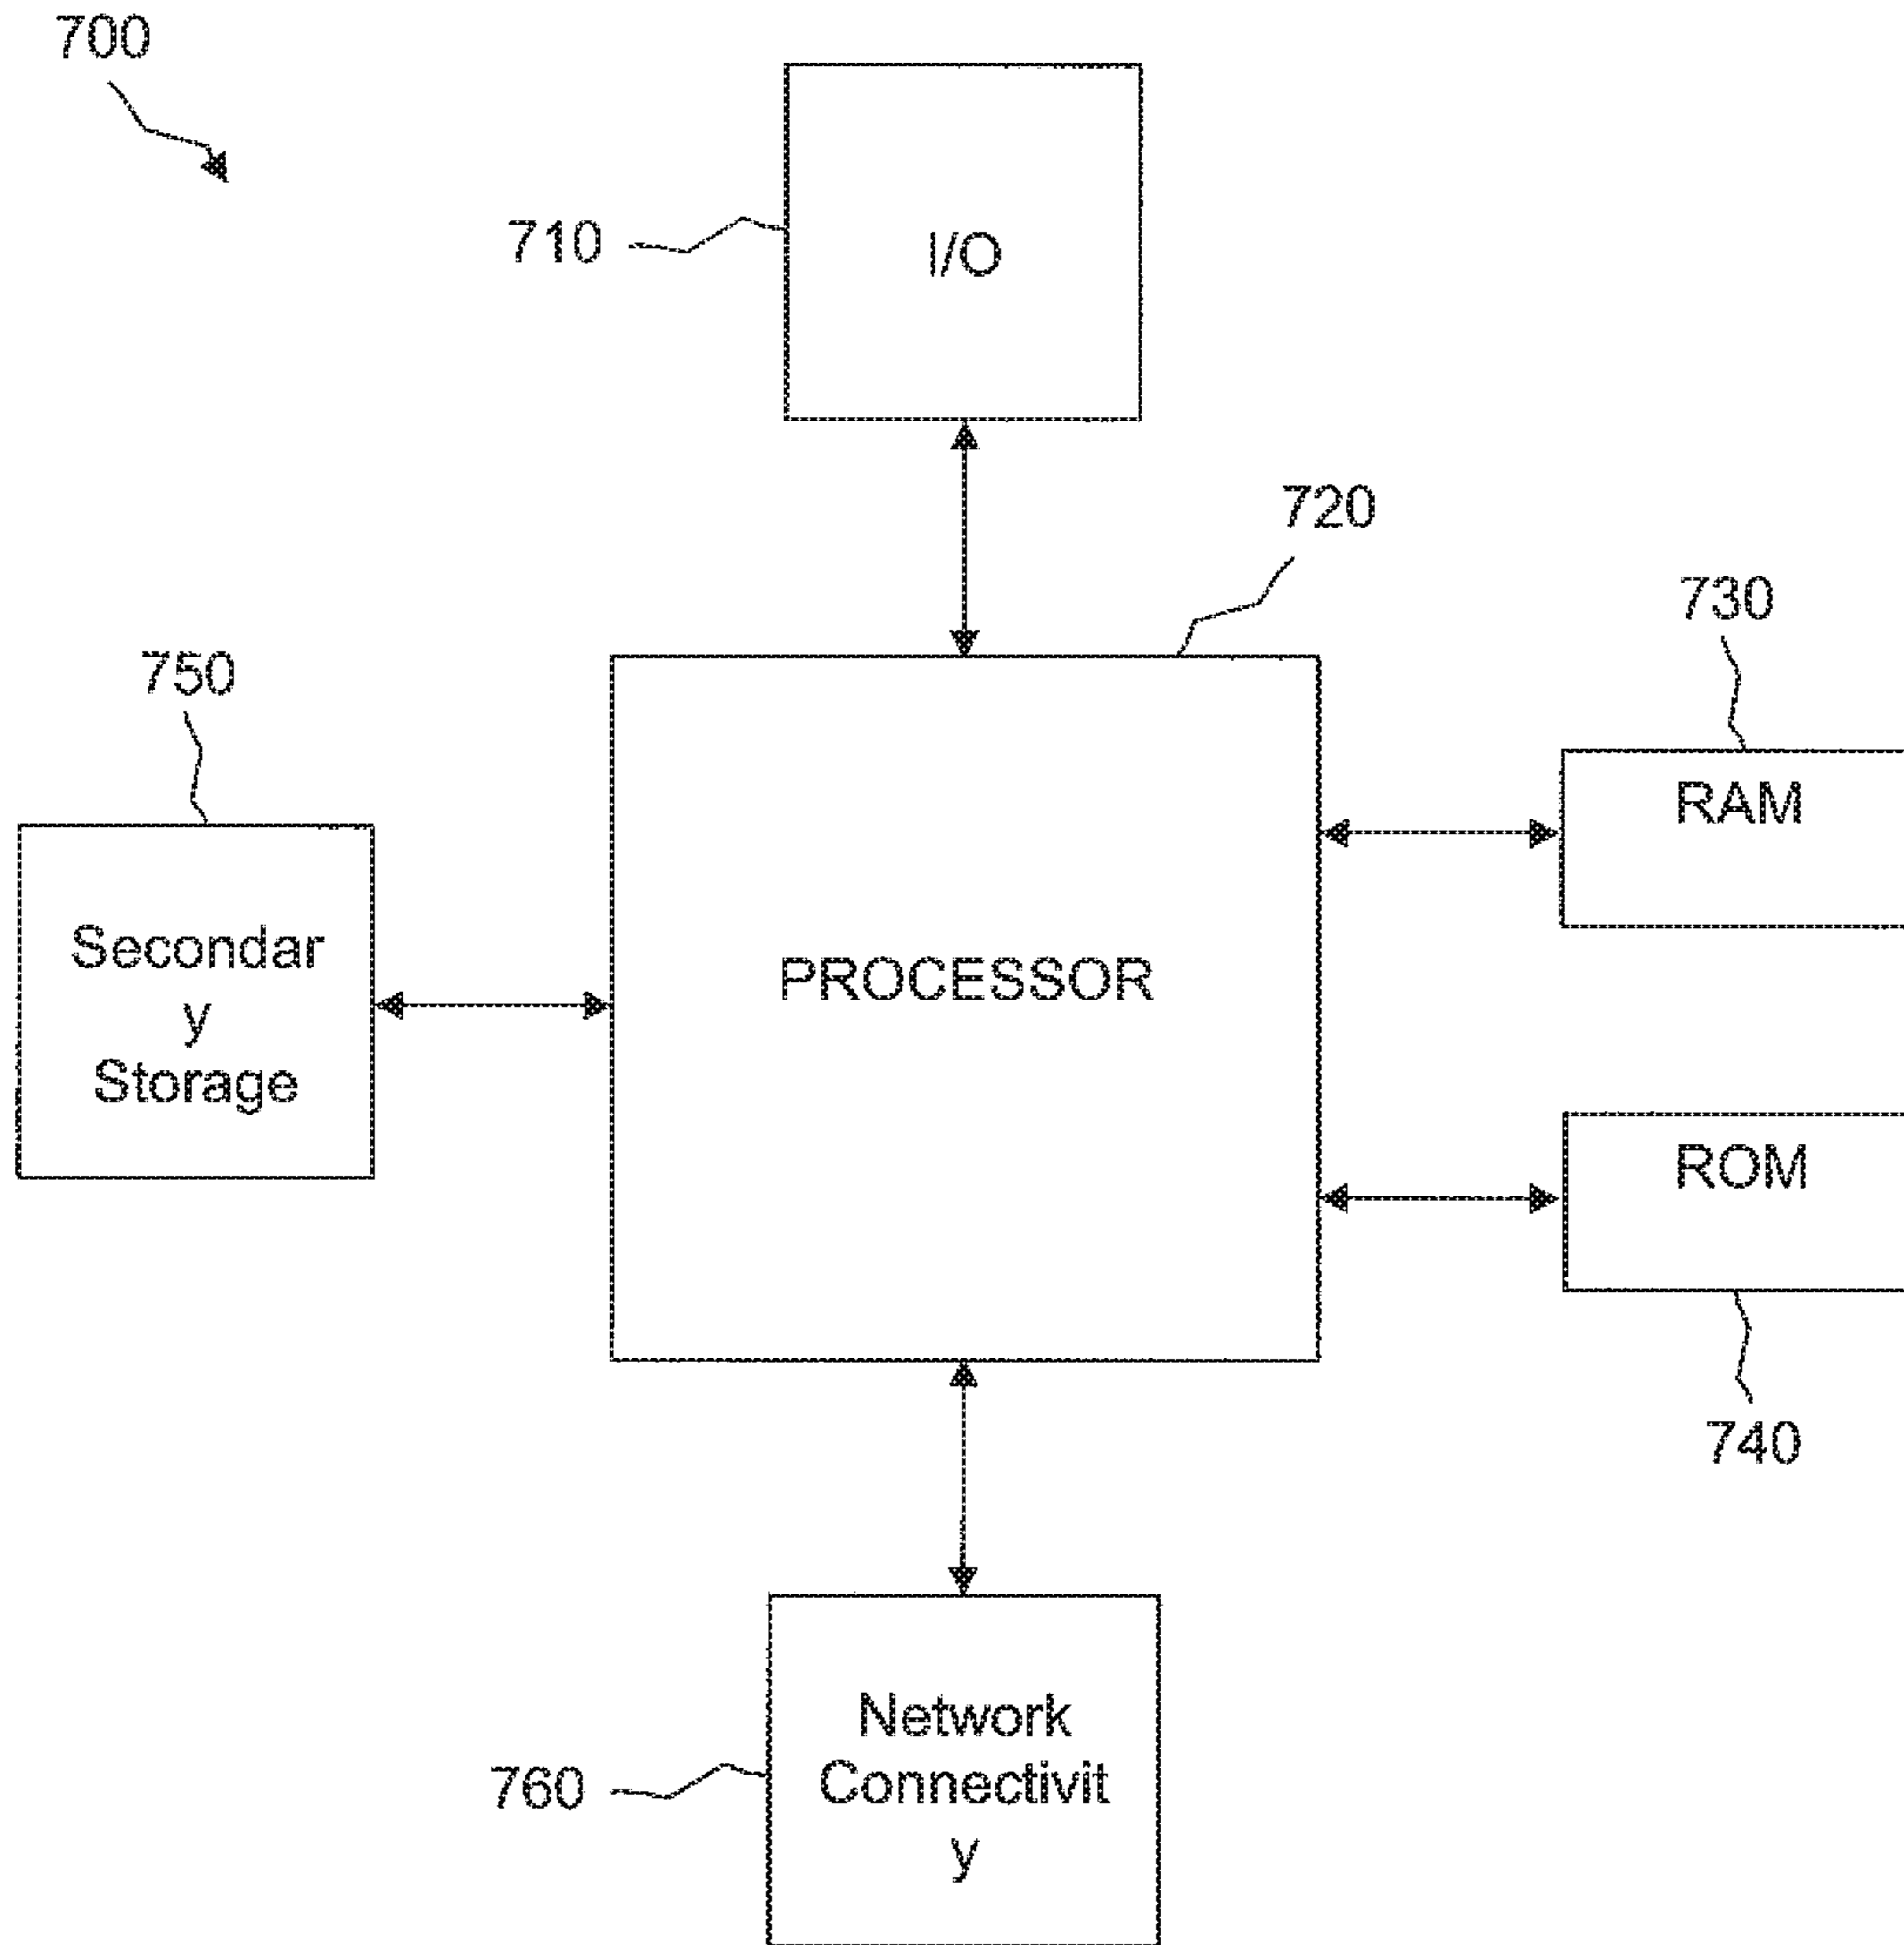 700
710
I/O
720
730
RAM
750
Secondar
y
Storage
PROCESSOR
ROM
740
760
Network
Connectivit
y